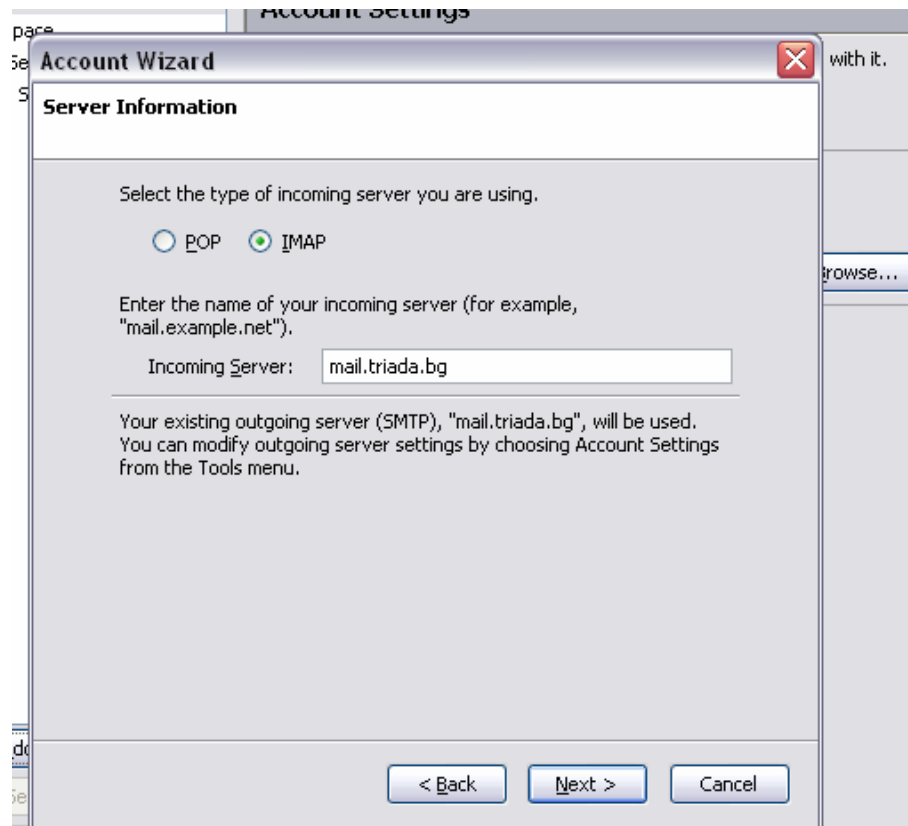 Account Settings
pace
with it.
Account Wizard
Server Information
Select the type of incoming server you are using.
POP IMAP
rowse...
Enter the name of your incoming server (for example,
"mail.example.net").
Incoming Server: mail.triada.bg
Your existing outgoing server (SMTP), "mail.triada.bg", will be used.
You can modify outgoing server settings by choosing Account Settings
from the Tools menu.
< Back Next > Cancel